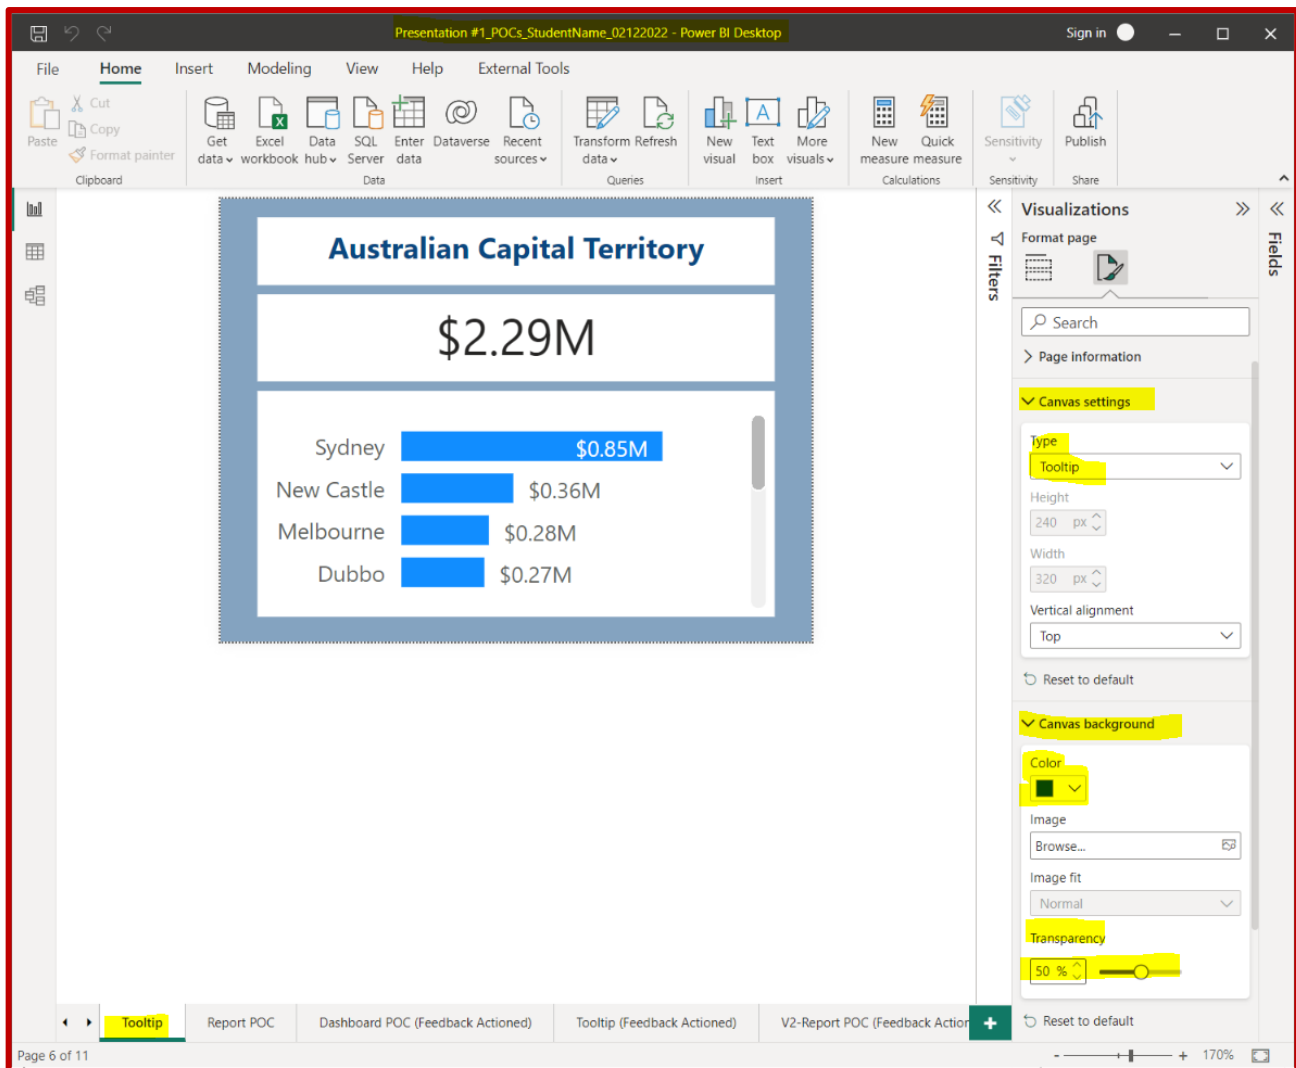 Presentation #1_POCs_StudentName_02122022 - Power BI Desktop
Sign in
File Home Insert Modeling View Help External Tools
Paste
Cut
Copy
Format painter
Clipboard
Get data
Excel workbook
Data hub
SQL Server
Enter data
Dataverse
Recent sources
Data
Transform data
Refresh
Queries
New visual
Text box
More visuals
Insert
New measure
Quick measure
Calculations
Sensitivity
Sensitivity
Publish
Share
Australian Capital Territory
$2.29M
Sydney $0.85M
New Castle $0.36M
Melbourne $0.28M
Dubbo $0.27M
Filters
Visualizations
Format page
Search
Page information
Canvas settings
Type
Tooltip
Height
240 px
Width
320 px
Vertical alignment
Top
Reset to default
Canvas background
Color
Image
Browse...
Image fit
Normal
Transparency
50 %
Reset to default
Fields
Tooltip Report POC Dashboard POC (Feedback Actioned) Tooltip (Feedback Actioned) V2-Report POC (Feedback Action
Page 6 of 11
- + 170%